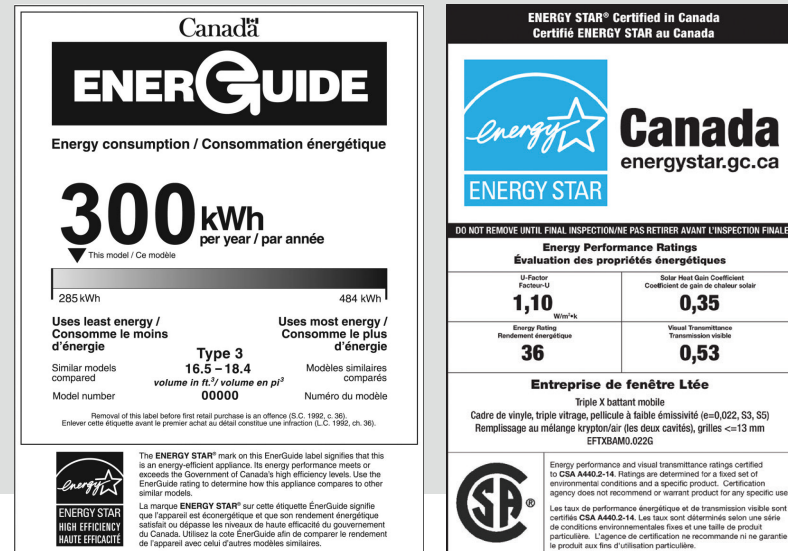 Canada
ENERGUIDE
Energy consumption / Consommation énergétique
300 kWh
per year / par année
This model / Ce modèle
285 kWh
484 kWh
Uses least energy /
Consomme le moins
d'énergie
Uses most energy /
Consomme le plus
d'énergie
Type 3
Similar models
compared
16.5 – 18.4
volume in ft.³/ volume en pi³
Modèles similaires
comparés
Model number
00000
Numéro du modèle
Removal of this label before first retail purchase is an offence (S.C. 1992, c. 36).
Enlever cette étiquette avant le premier achat au détail constitue une infraction (L.C. 1992, ch. 36).
energy
ENERGY STAR
HIGH EFFICIENCY
HAUTE EFFICACITÉ
The ENERGY STAR® mark on this EnerGuide label signifies that this
is an energy-efficient appliance. Its energy performance meets or
exceeds the Government of Canada's high efficiency levels. Use the
EnerGuide rating to determine how this appliance compares to other
similar models.
La marque ENERGY STAR® sur cette étiquette ÉnerGuide signifie
que l'appareil est éconergétique et que son rendement énergétique
satisfait ou dépasse les niveaux de haute efficacité du gouvernement
du Canada. Utilisez la cote ÉnerGuide afin de comparer le rendement
de l'appareil avec celui d'autres modèles similaires.
ENERGY STAR® Certified in Canada
Certifié ENERGY STAR au Canada
energy
ENERGY STAR
Canada
energystar.gc.ca
DO NOT REMOVE UNTIL FINAL INSPECTION/NE PAS RETIRER AVANT L'INSPECTION FINALE
Energy Performance Ratings
Évaluation des propriétés énergétiques
U-Factor
Facteur-U
1,10
W/m²•k
Solar Heat Gain Coefficient
Coefficient de gain de chaleur solair
0,35
Energy Rating
Rendement énergétique
36
Visual Transmittance
Transmission visible
0,53
Entreprise de fenêtre Ltée
Triple X battant mobile
Cadre de vinyle, triple vitrage, pellicule à faible émissivité (e=0,022, S3, S5)
Remplissage au mélange krypton/air (les deux cavités), grilles <=13 mm
EFTXBAM0.022G
SA ®
Energy performance and visual transmittance ratings certified
to CSA A440.2-14. Ratings are determined for a fixed set of
environmental conditions and a specific product. Certification
agency does not recommend or warrant product for any specific use
Les taux de performance énergétique et de transmission visible sont
certifiés CSA A440.2-14. Les taux sont déterminés selon une série
de conditions environnementales fixes et une taille de produit
particulière. L'agence de certification ne recommande ni ne garantie
le produit aux fins d'utilisation particulière.